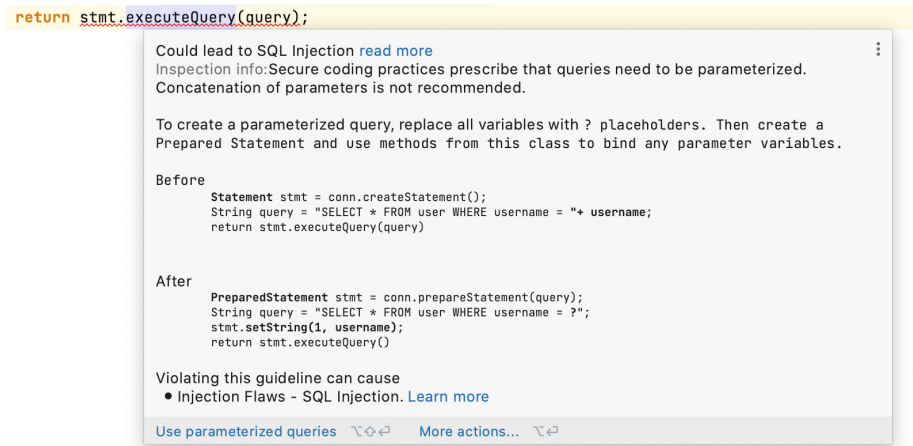 return stmt.executeQuery(query);
Could lead to SQL Injection read more
Inspection info:Secure coding practices prescribe that queries need to be parameterized.
Concatenation of parameters is not recommended.
To create a parameterized query, replace all variables with ? placeholders. Then create a
Prepared Statement and use methods from this class to bind any parameter variables.
Before
Statement stmt = conn.createStatement();
String query = "SELECT * FROM user WHERE username = "+ username;
return stmt.executeQuery(query)
After
PreparedStatement stmt = conn.prepareStatement(query);
String query = "SELECT * FROM user WHERE username = ?";
stmt.setString(1, username);
return stmt.executeQuery()
Violating this guideline can cause
• Injection Flaws - SQL Injection. Learn more
Use parameterized queries ⌥⇧⏎ More actions... ⌥⏎